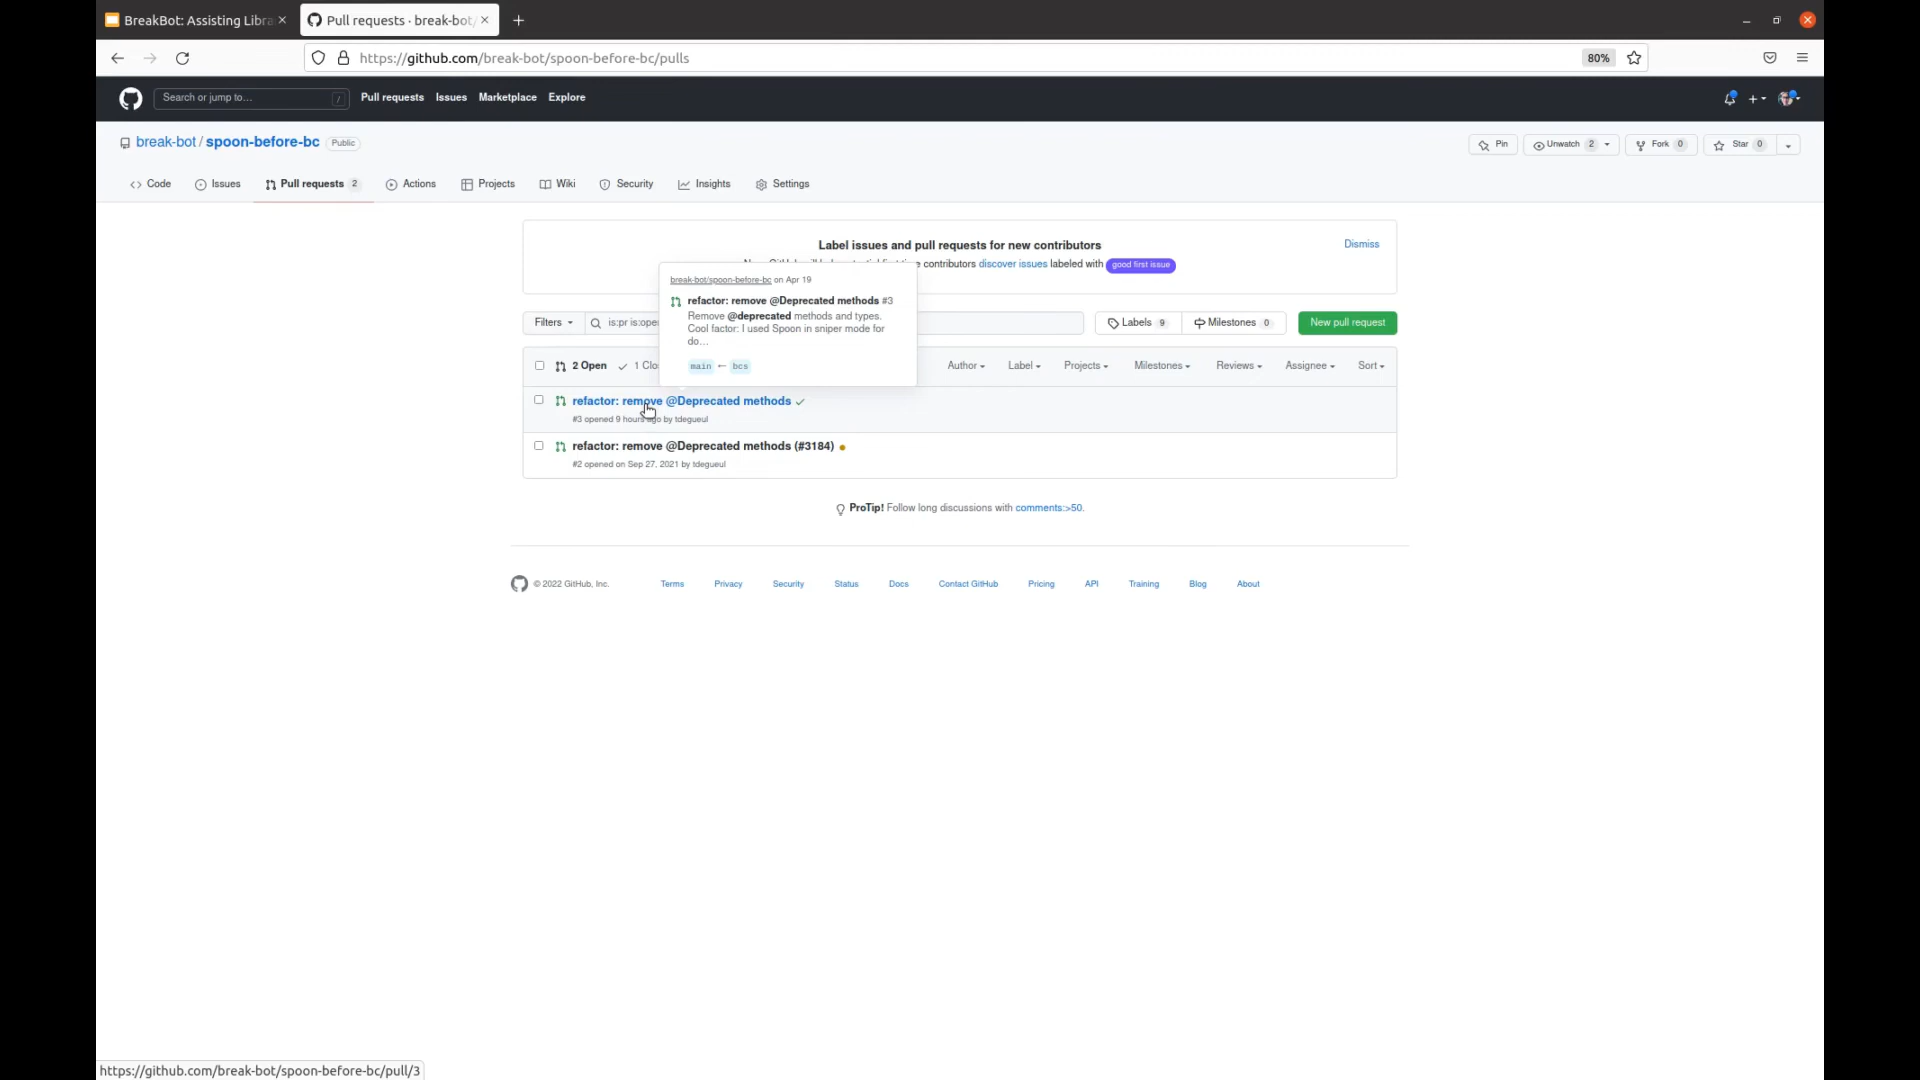 BreakBot: Assisting Libra
Pull requests · break-bot/
https://github.com/break-bot/spoon-before-bc/pulls
80%
Search or jump to…
/
Pull requests
Issues
Marketplace
Explore
break-bot / spoon-before-bc
Public
Pin
Unwatch 2
Fork 0
Star 0
Code
Issues
Pull requests 2
Actions
Projects
Wiki
Security
Insights
Settings
Label issues and pull requests for new contributors
Dismiss
contributors discover issues labeled with good first issue
break-bot/spoon-before-bc on Apr 19
refactor: remove @Deprecated methods #3
Remove @deprecated methods and types.
Cool factor: I used Spoon in sniper mode for
do…
main ← bcs
Filters
is:pr is:open
Labels 9
Milestones 0
New pull request
2 Open
1 Clo
Author
Label
Projects
Milestones
Reviews
Assignee
Sort
refactor: remove @Deprecated methods
#3 opened 9 hours ago by tdegueul
refactor: remove @Deprecated methods (#3184)
#2 opened on Sep 27, 2021 by tdegueul
ProTip! Follow long discussions with comments:>50.
© 2022 GitHub, Inc.
Terms
Privacy
Security
Status
Docs
Contact GitHub
Pricing
API
Training
Blog
About
https://github.com/break-bot/spoon-before-bc/pull/3